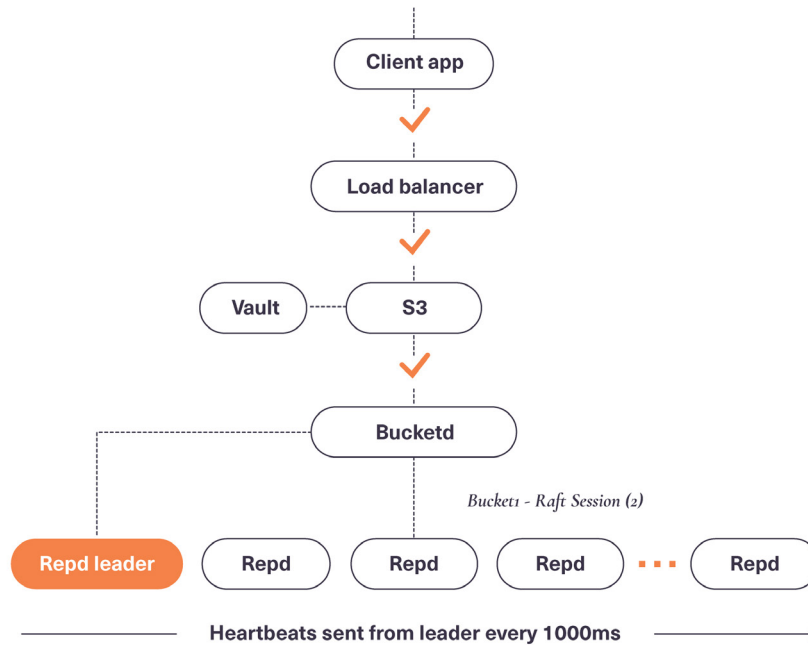 Client app
Load balancer
Vault
S3
Bucketd
Bucket1 - Raft Session (2)
Repd leader
Repd
Repd
Repd
Repd
Heartbeats sent from leader every 1000ms